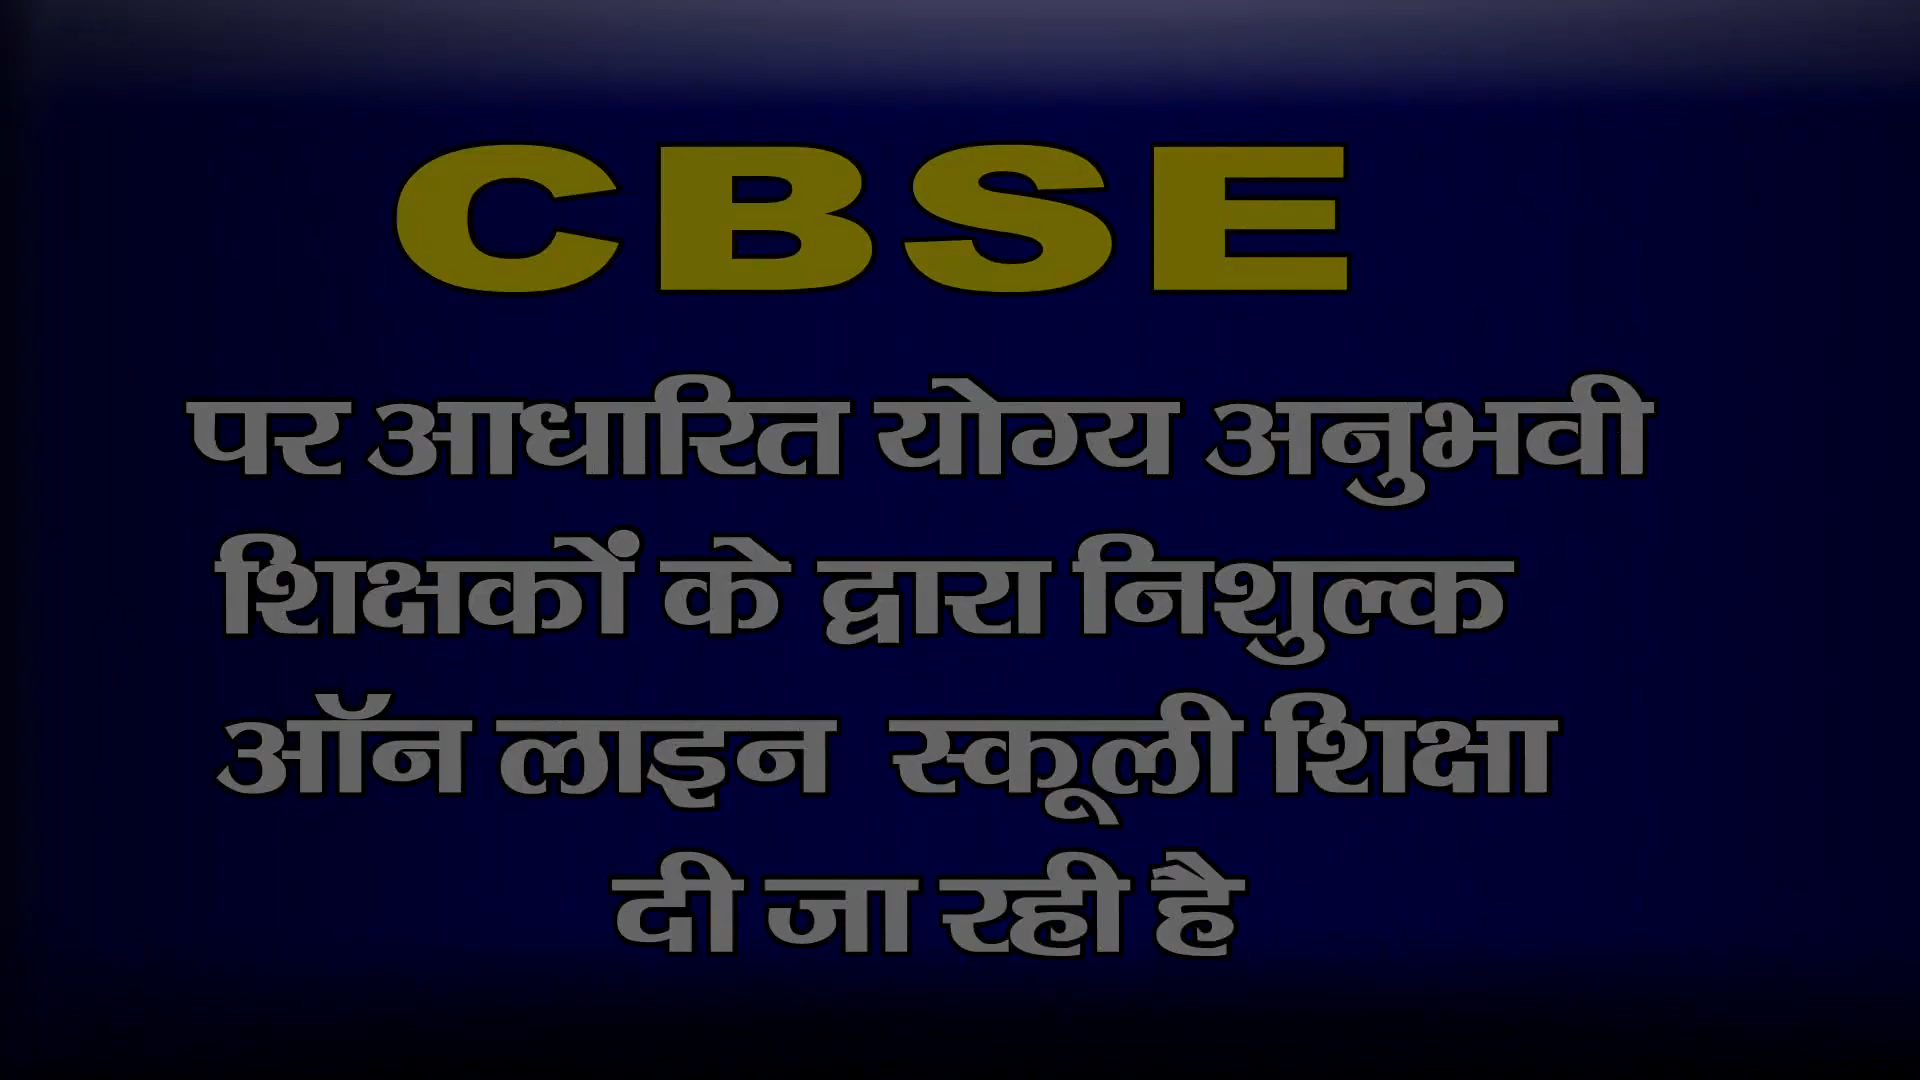 CBSE
पर आधारित योग्य अनुभवी
शिक्षकों के द्वारा निशुल्क
ऑन लाइन स्कूली शिक्षा
दी जा रही है